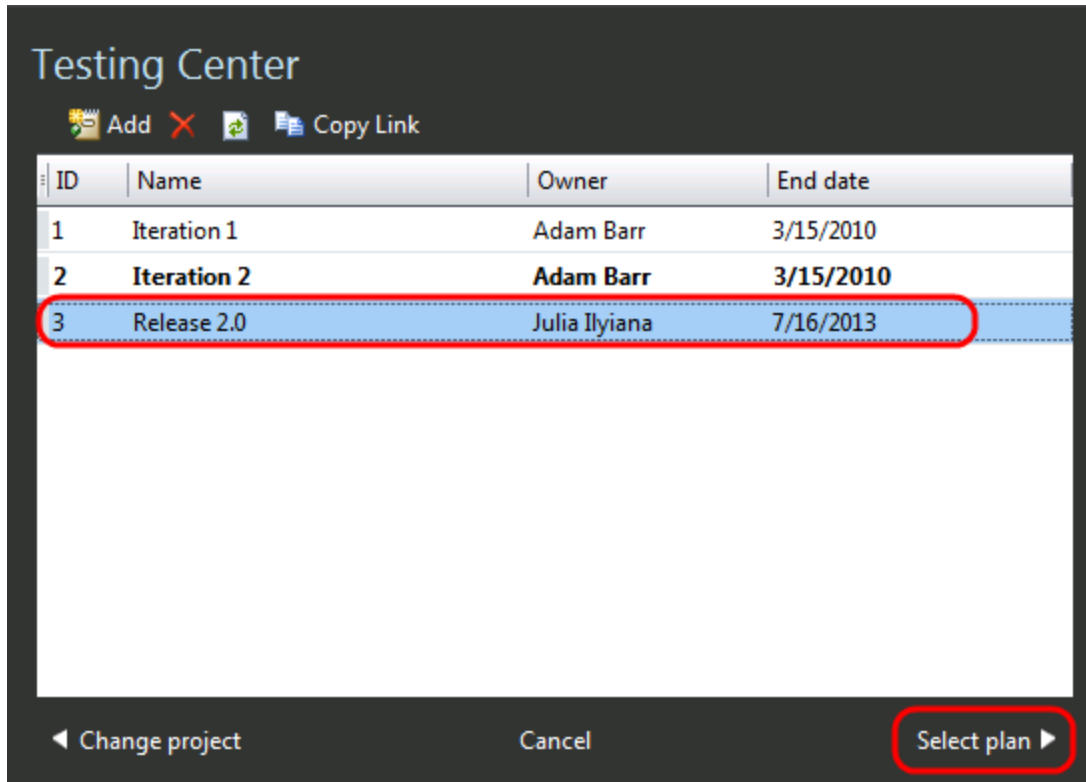 Testing Center
Add Copy Link
ID Name Owner End date
1 Iteration 1 Adam Barr 3/15/2010
2 Iteration 2 Adam Barr 3/15/2010
3 Release 2.0 Julia Ilyiana 7/16/2013
Change project Cancel Select plan